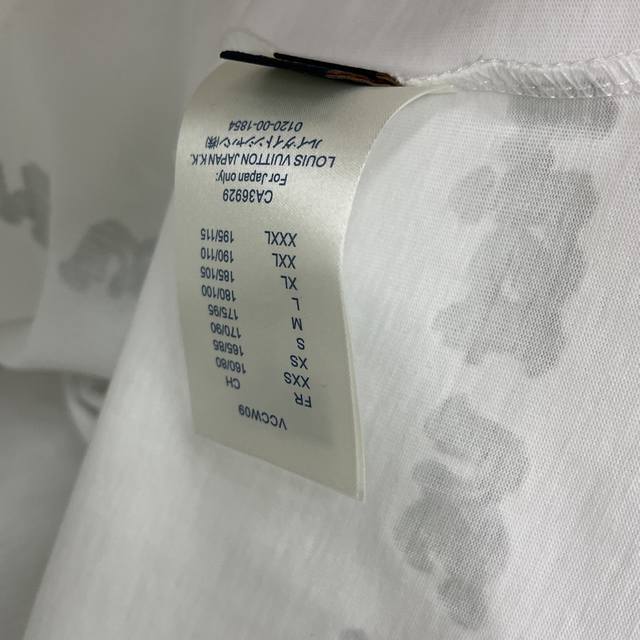 VCCW09
FR CH
XXS 160/80
XS 165/85
S 170/90
M 175/95
L 180/100
XL 185/105
XXL 190/110
XXXL 195/115
CA36929
For Japan only:
LOUIS VUITTON JAPAN K.K.
ルイ・ヴィトンジャパン(株)
0120-00-1854